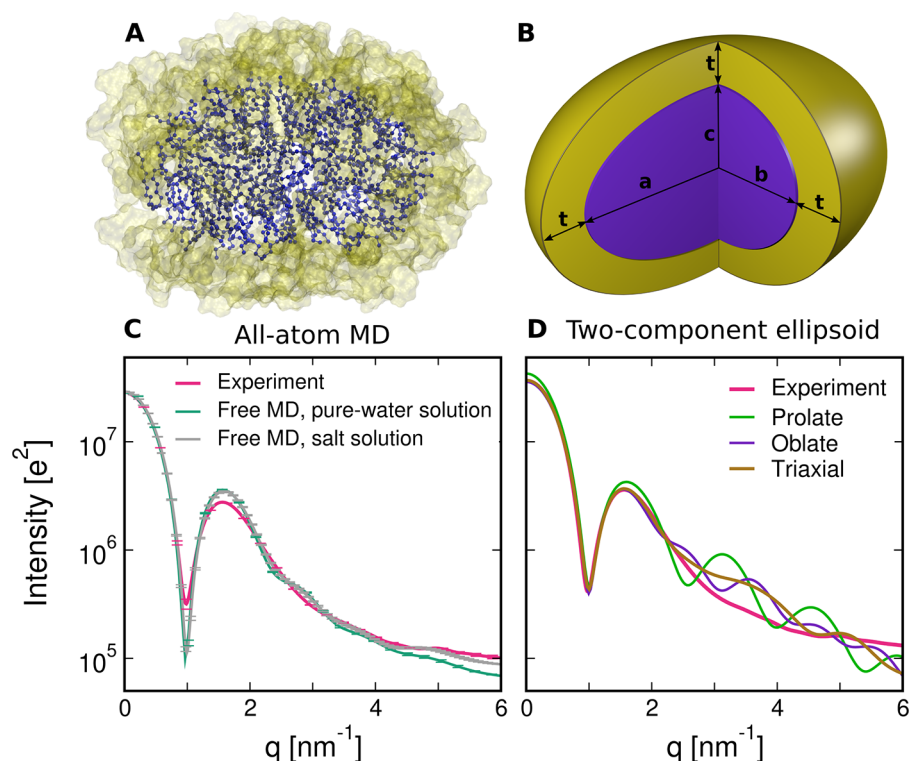 A
B
t
c
a
b
t
t
C All-atom MD
D Two-component ellipsoid
Experiment
Free MD, pure-water solution
Free MD, salt solution
Experiment
Prolate
Oblate
Triaxial
Intensity [e²]
10⁷
10⁶
10⁵
0 2 4 6
0 2 4 6
q [nm⁻¹]
q [nm⁻¹]